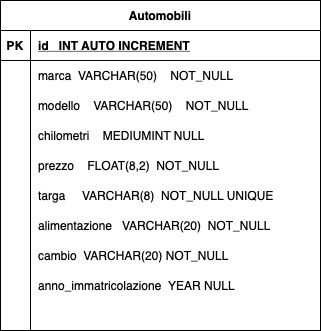 Automobili
PK id INT AUTO INCREMENT
marca VARCHAR(50) NOT_NULL
modello VARCHAR(50) NOT_NULL
chilometri MEDIUMINT NULL
prezzo FLOAT(8,2) NOT_NULL
targa VARCHAR(8) NOT_NULL UNIQUE
alimentazione VARCHAR(20) NOT_NULL
cambio VARCHAR(20) NOT_NULL
anno_immatricolazione YEAR NULL